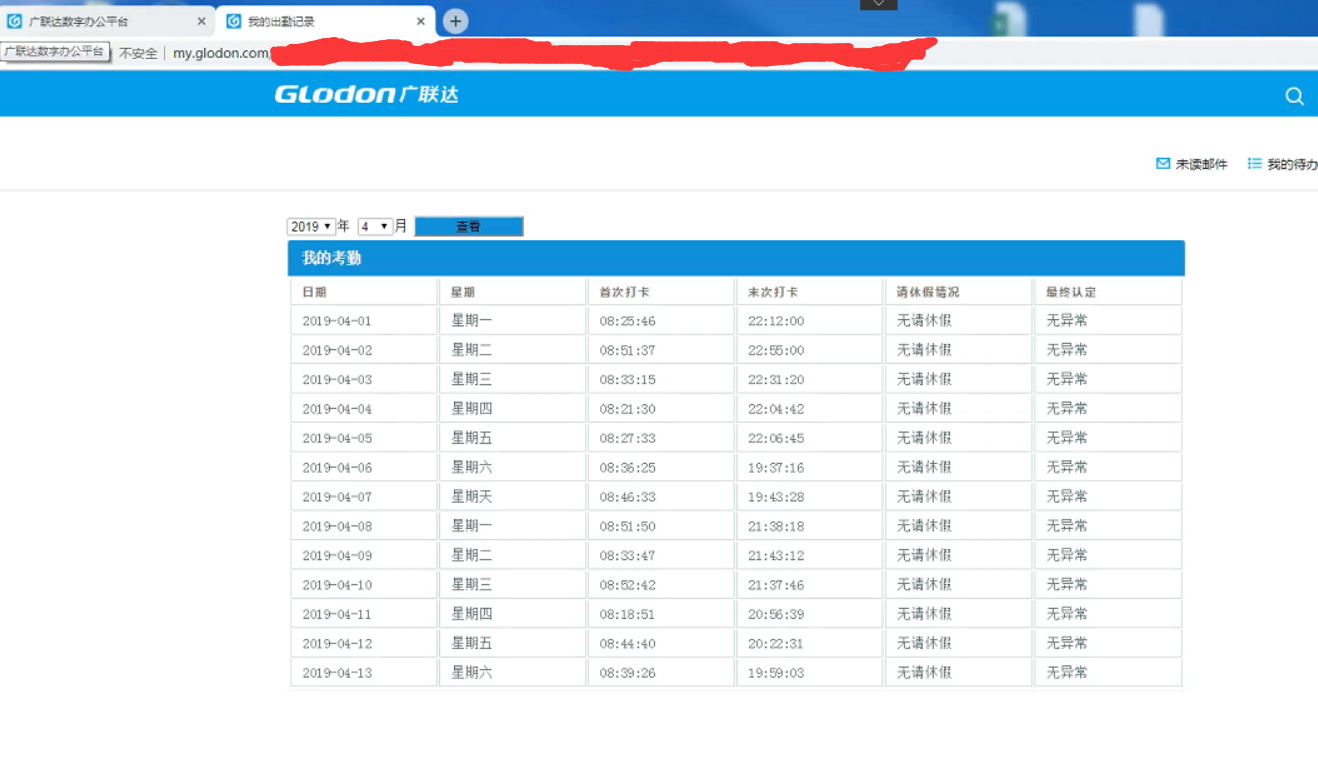 广联达数字办公平台 我的出勤记录
广联达数字办公平台 不安全 my.glodon.com
GLodon广联达
未读邮件 我的待办
2019 年 4 月 查看
我的考勤
日期 星期 首次打卡 末次打卡 请休假情况 最终认定
2019-04-01 星期一 08:25:46 22:12:00 无请休假 无异常
2019-04-02 星期二 08:51:37 22:55:00 无请休假 无异常
2019-04-03 星期三 08:33:15 22:31:20 无请休假 无异常
2019-04-04 星期四 08:21:30 22:04:42 无请休假 无异常
2019-04-05 星期五 08:27:33 22:06:45 无请休假 无异常
2019-04-06 星期六 08:36:25 19:37:16 无请休假 无异常
2019-04-07 星期天 08:46:33 19:43:28 无请休假 无异常
2019-04-08 星期一 08:51:50 21:38:18 无请休假 无异常
2019-04-09 星期二 08:33:47 21:43:12 无请休假 无异常
2019-04-10 星期三 08:52:42 21:37:46 无请休假 无异常
2019-04-11 星期四 08:18:51 20:56:39 无请休假 无异常
2019-04-12 星期五 08:44:40 20:22:31 无请休假 无异常
2019-04-13 星期六 08:39:26 19:59:03 无请休假 无异常